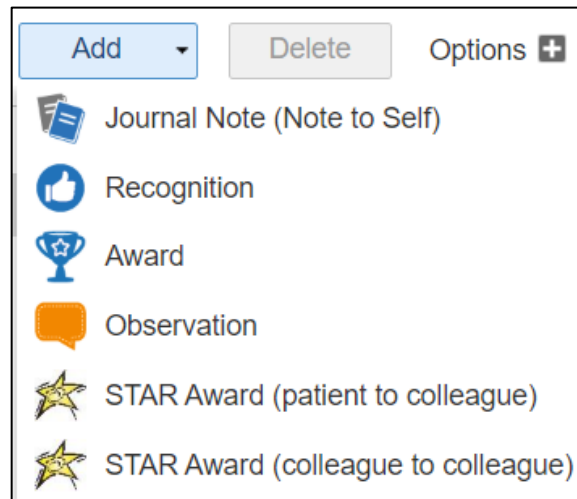 Add Delete Options
Journal Note (Note to Self)
Recognition
Award
Observation
STAR Award (patient to colleague)
STAR Award (colleague to colleague)